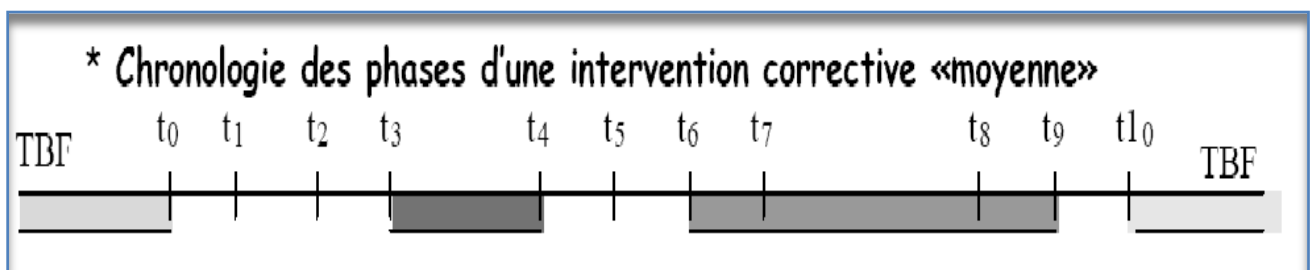 * Chronologie des phases d'une intervention corrective «moyenne»
TBF t0 t1 t2 t3 t4 t5 t6 t7 t8 t9 t10 TBF